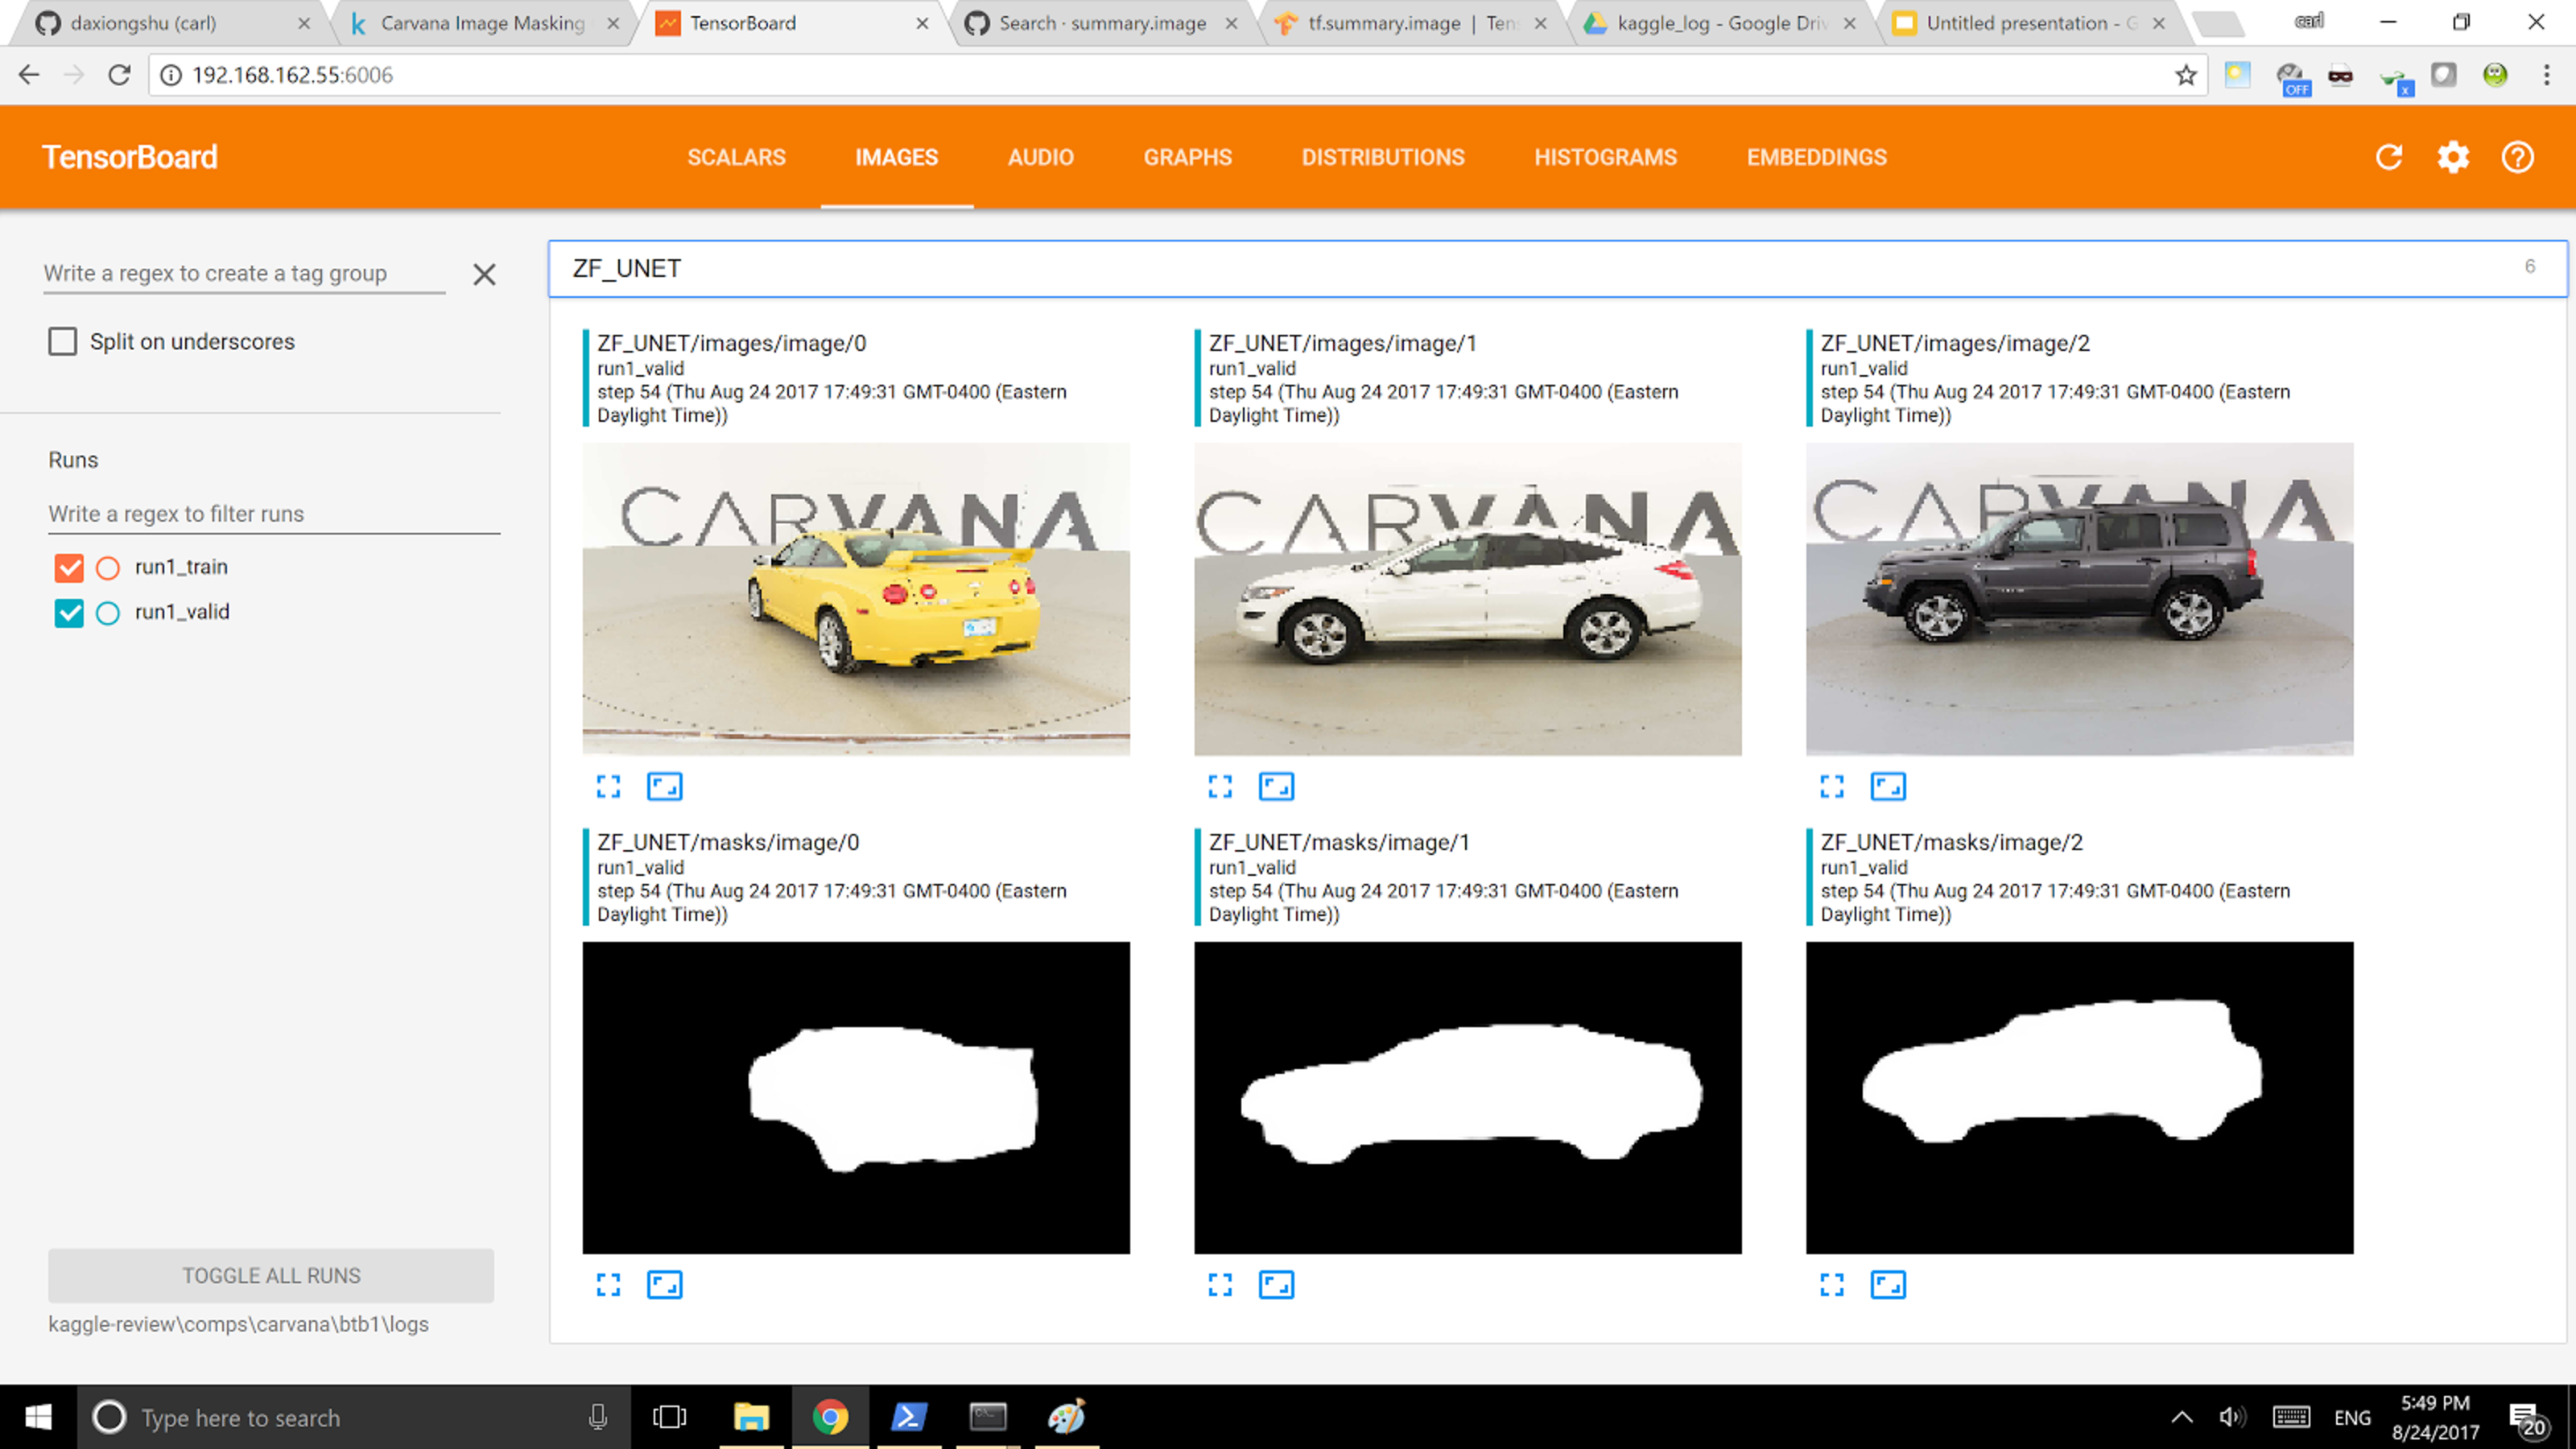 daxiongshu (carl)
Carvana Image Masking
TensorBoard
Search · summary.image
tf.summary.image | Ten
kaggle_log - Google Driv
Untitled presentation - G
carl
192.168.162.55:6006
OFF
x
TensorBoard
SCALARS
IMAGES
AUDIO
GRAPHS
DISTRIBUTIONS
HISTOGRAMS
EMBEDDINGS
Write a regex to create a tag group
Split on underscores
Runs
Write a regex to filter runs
run1_train
run1_valid
TOGGLE ALL RUNS
kaggle-review\comps\carvana\btb1\logs
ZF_UNET
6
ZF_UNET/images/image/0
run1_valid
step 54 (Thu Aug 24 2017 17:49:31 GMT-0400 (Eastern
Daylight Time))
CARVANA
ZF_UNET/images/image/1
run1_valid
step 54 (Thu Aug 24 2017 17:49:31 GMT-0400 (Eastern
Daylight Time))
CARVANA
ZF_UNET/images/image/2
run1_valid
step 54 (Thu Aug 24 2017 17:49:31 GMT-0400 (Eastern
Daylight Time))
CARVANA
ZF_UNET/masks/image/0
run1_valid
step 54 (Thu Aug 24 2017 17:49:31 GMT-0400 (Eastern
Daylight Time))
ZF_UNET/masks/image/1
run1_valid
step 54 (Thu Aug 24 2017 17:49:31 GMT-0400 (Eastern
Daylight Time))
ZF_UNET/masks/image/2
run1_valid
step 54 (Thu Aug 24 2017 17:49:31 GMT-0400 (Eastern
Daylight Time))
Type here to search
ENG
5:49 PM
8/24/2017
20